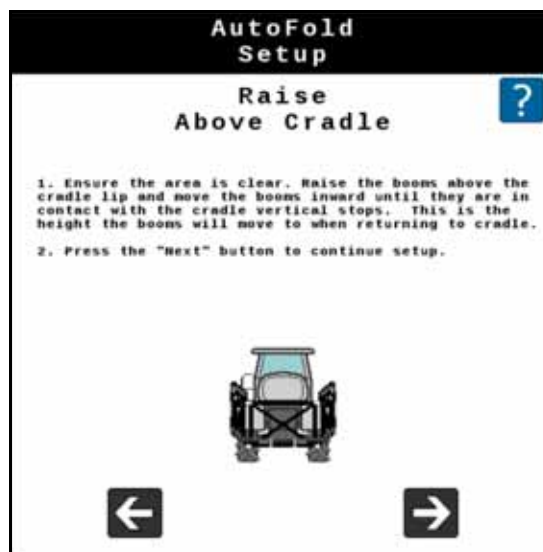 AutoFold
Setup
Raise
Above Cradle
?
1. Ensure the area is clear. Raise the booms above the
cradle lip and move the booms inward until they are in
contact with the cradle vertical stops. This is the
height the booms will move to when returning to cradle.
2. Press the "Next" button to continue setup.